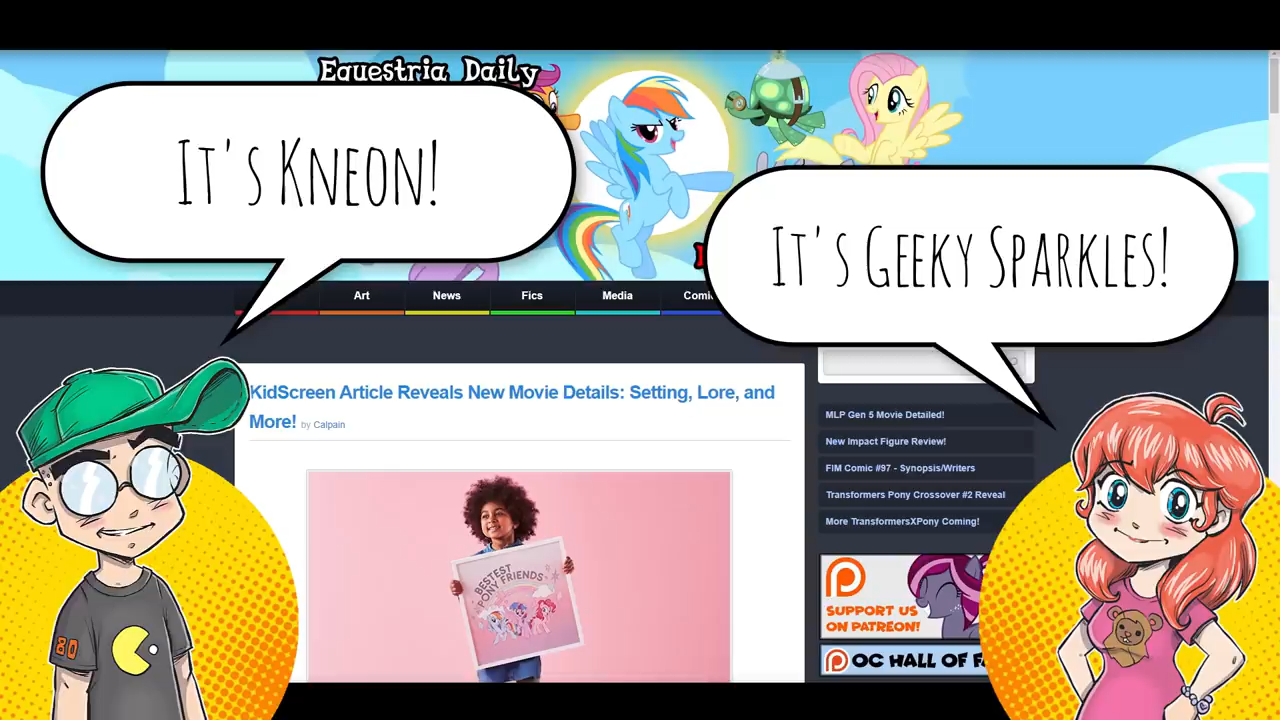 Equestria Daily
It's Kneon!
It's Geeky Sparkles!
Art
News
Fics
Media
KidScreen Article Reveals New Movie Details: Setting, Lore, and
More! by Calpain
MLP Gen 5 Movie Detailed!
New Impact Figure Review!
FIM Comic #97 - Synopsis/Writers
Transformers Pony Crossover #2 Reveal
More TransformersXPony Coming!
BESTEST
PONY FRIENDS
SUPPORT US
ON PATREON!
OC HALL OF
80